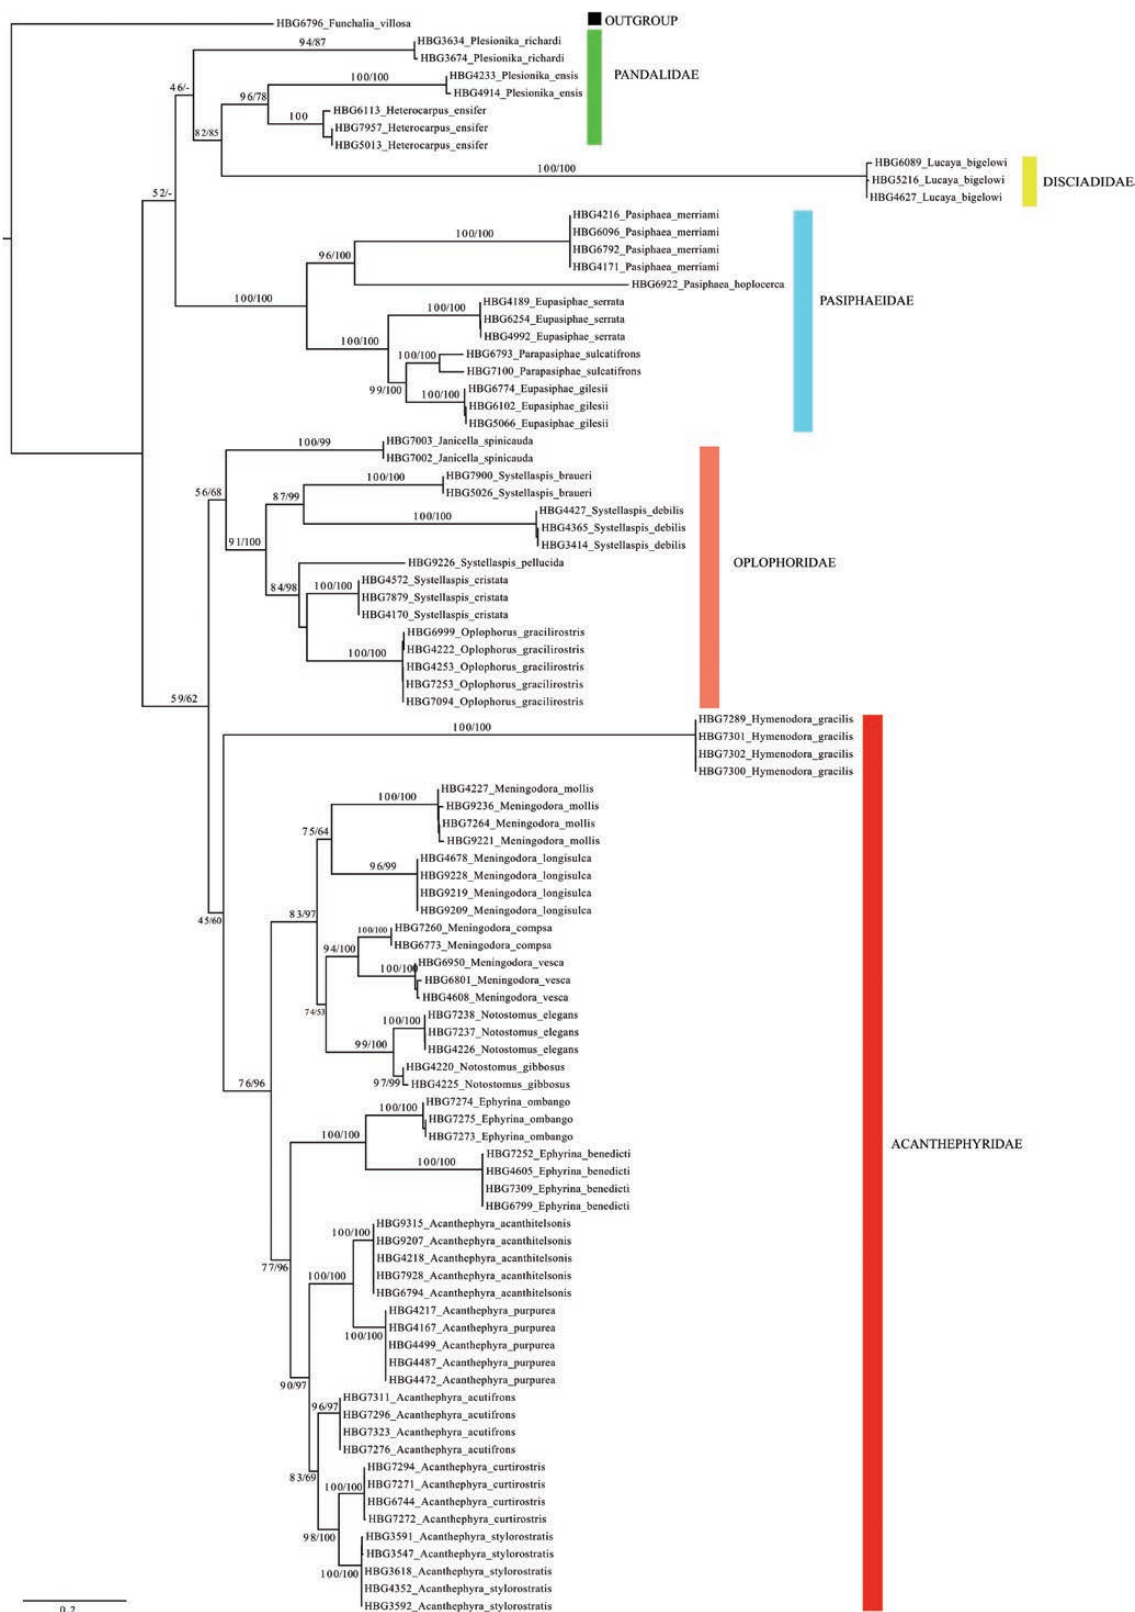 HBG6796_Funchalia_villosa
OUTGROUP
94/87
HBG3634_Plesionika_richardi
HBG3674_Plesionika_richardi
PANDALIDAE
46/-
100/100
HBG4233_Plesionika_ensis
HBG4914_Plesionika_ensis
96/78
100
HBG6113_Heterocarpus_ensifer
HBG7957_Heterocarpus_ensifer
HBG5013_Heterocarpus_ensifer
82/85
100/100
HBG6089_Lucaya_bigelowi
HBG5216_Lucaya_bigelowi
HBG4627_Lucaya_bigelowi
DISCIADIDAE
52/-
HBG4216_Pasiphaea_merriami
HBG6096_Pasiphaea_merriami
HBG6792_Pasiphaea_merriami
HBG4171_Pasiphaea_merriami
100/100
96/100
HBG6922_Pasiphaea_hoplocerca
PASIPHAEIDAE
100/100
100/100
HBG4189_Eupasiphae_serrata
HBG6254_Eupasiphae_serrata
HBG4992_Eupasiphae_serrata
100/100
100/100
HBG6793_Parapasiphae_sulcatifrons
HBG7100_Parapasiphae_sulcatifrons
99/100
100/100
HBG6774_Eupasiphae_gilesii
HBG6102_Eupasiphae_gilesii
HBG5066_Eupasiphae_gilesii
100/99
HBG7003_Janicella_spinicauda
HBG7002_Janicella_spinicauda
56/68
100/100
HBG7900_Systellaspis_braueri
HBG5026_Systellaspis_braueri
87/99
100/100
HBG4427_Systellaspis_debilis
HBG4365_Systellaspis_debilis
HBG3414_Systellaspis_debilis
91/100
OPLOPHORIDAE
HBG9226_Systellaspis_pellucida
84/98
100/100
HBG4572_Systellaspis_cristata
HBG7879_Systellaspis_cristata
HBG4170_Systellaspis_cristata
100/100
HBG6999_Oplophorus_gracilirostris
HBG4222_Oplophorus_gracilirostris
HBG4253_Oplophorus_gracilirostris
HBG7253_Oplophorus_gracilirostris
HBG7094_Oplophorus_gracilirostris
59/62
100/100
HBG7289_Hymenodora_gracilis
HBG7301_Hymenodora_gracilis
HBG7302_Hymenodora_gracilis
HBG7300_Hymenodora_gracilis
100/100
HBG4227_Meningodora_mollis
HBG9236_Meningodora_mollis
HBG7264_Meningodora_mollis
HBG9221_Meningodora_mollis
75/64
96/99
HBG4678_Meningodora_longisulca
HBG9228_Meningodora_longisulca
HBG9219_Meningodora_longisulca
HBG9209_Meningodora_longisulca
45/60
83/97
100/100
HBG7260_Meningodora_compsa
HBG6773_Meningodora_compsa
94/100
100/100
HBG6950_Meningodora_vesca
HBG6801_Meningodora_vesca
HBG4608_Meningodora_vesca
74/53
100/100
HBG7238_Notostomus_elegans
HBG7237_Notostomus_elegans
HBG4226_Notostomus_elegans
99/100
97/99
HBG4220_Notostomus_gibbosus
HBG4225_Notostomus_gibbosus
76/96
100/100
HBG7274_Ephyrina_ombango
HBG7275_Ephyrina_ombango
HBG7273_Ephyrina_ombango
100/100
100/100
HBG7252_Ephyrina_benedicti
HBG4605_Ephyrina_benedicti
HBG7309_Ephyrina_benedicti
HBG6799_Ephyrina_benedicti
ACANTHEPHYRIDAE
77/96
100/100
HBG9315_Acanthephyra_acanthitelsonis
HBG9207_Acanthephyra_acanthitelsonis
HBG4218_Acanthephyra_acanthitelsonis
HBG7928_Acanthephyra_acanthitelsonis
HBG6794_Acanthephyra_acanthitelsonis
100/100
100/100
HBG4217_Acanthephyra_purpurea
HBG4167_Acanthephyra_purpurea
HBG4499_Acanthephyra_purpurea
HBG4487_Acanthephyra_purpurea
HBG4472_Acanthephyra_purpurea
90/97
96/97
HBG7311_Acanthephyra_acutifrons
HBG7296_Acanthephyra_acutifrons
HBG7323_Acanthephyra_acutifrons
HBG7276_Acanthephyra_acutifrons
83/69
100/100
HBG7294_Acanthephyra_curtirostris
HBG7271_Acanthephyra_curtirostris
HBG6744_Acanthephyra_curtirostris
HBG7272_Acanthephyra_curtirostris
98/100
100/100
HBG3591_Acanthephyra_stylorostratis
HBG3547_Acanthephyra_stylorostratis
HBG3618_Acanthephyra_stylorostratis
HBG4352_Acanthephyra_stylorostratis
HBG3592_Acanthephyra_stylorostratis
0.2